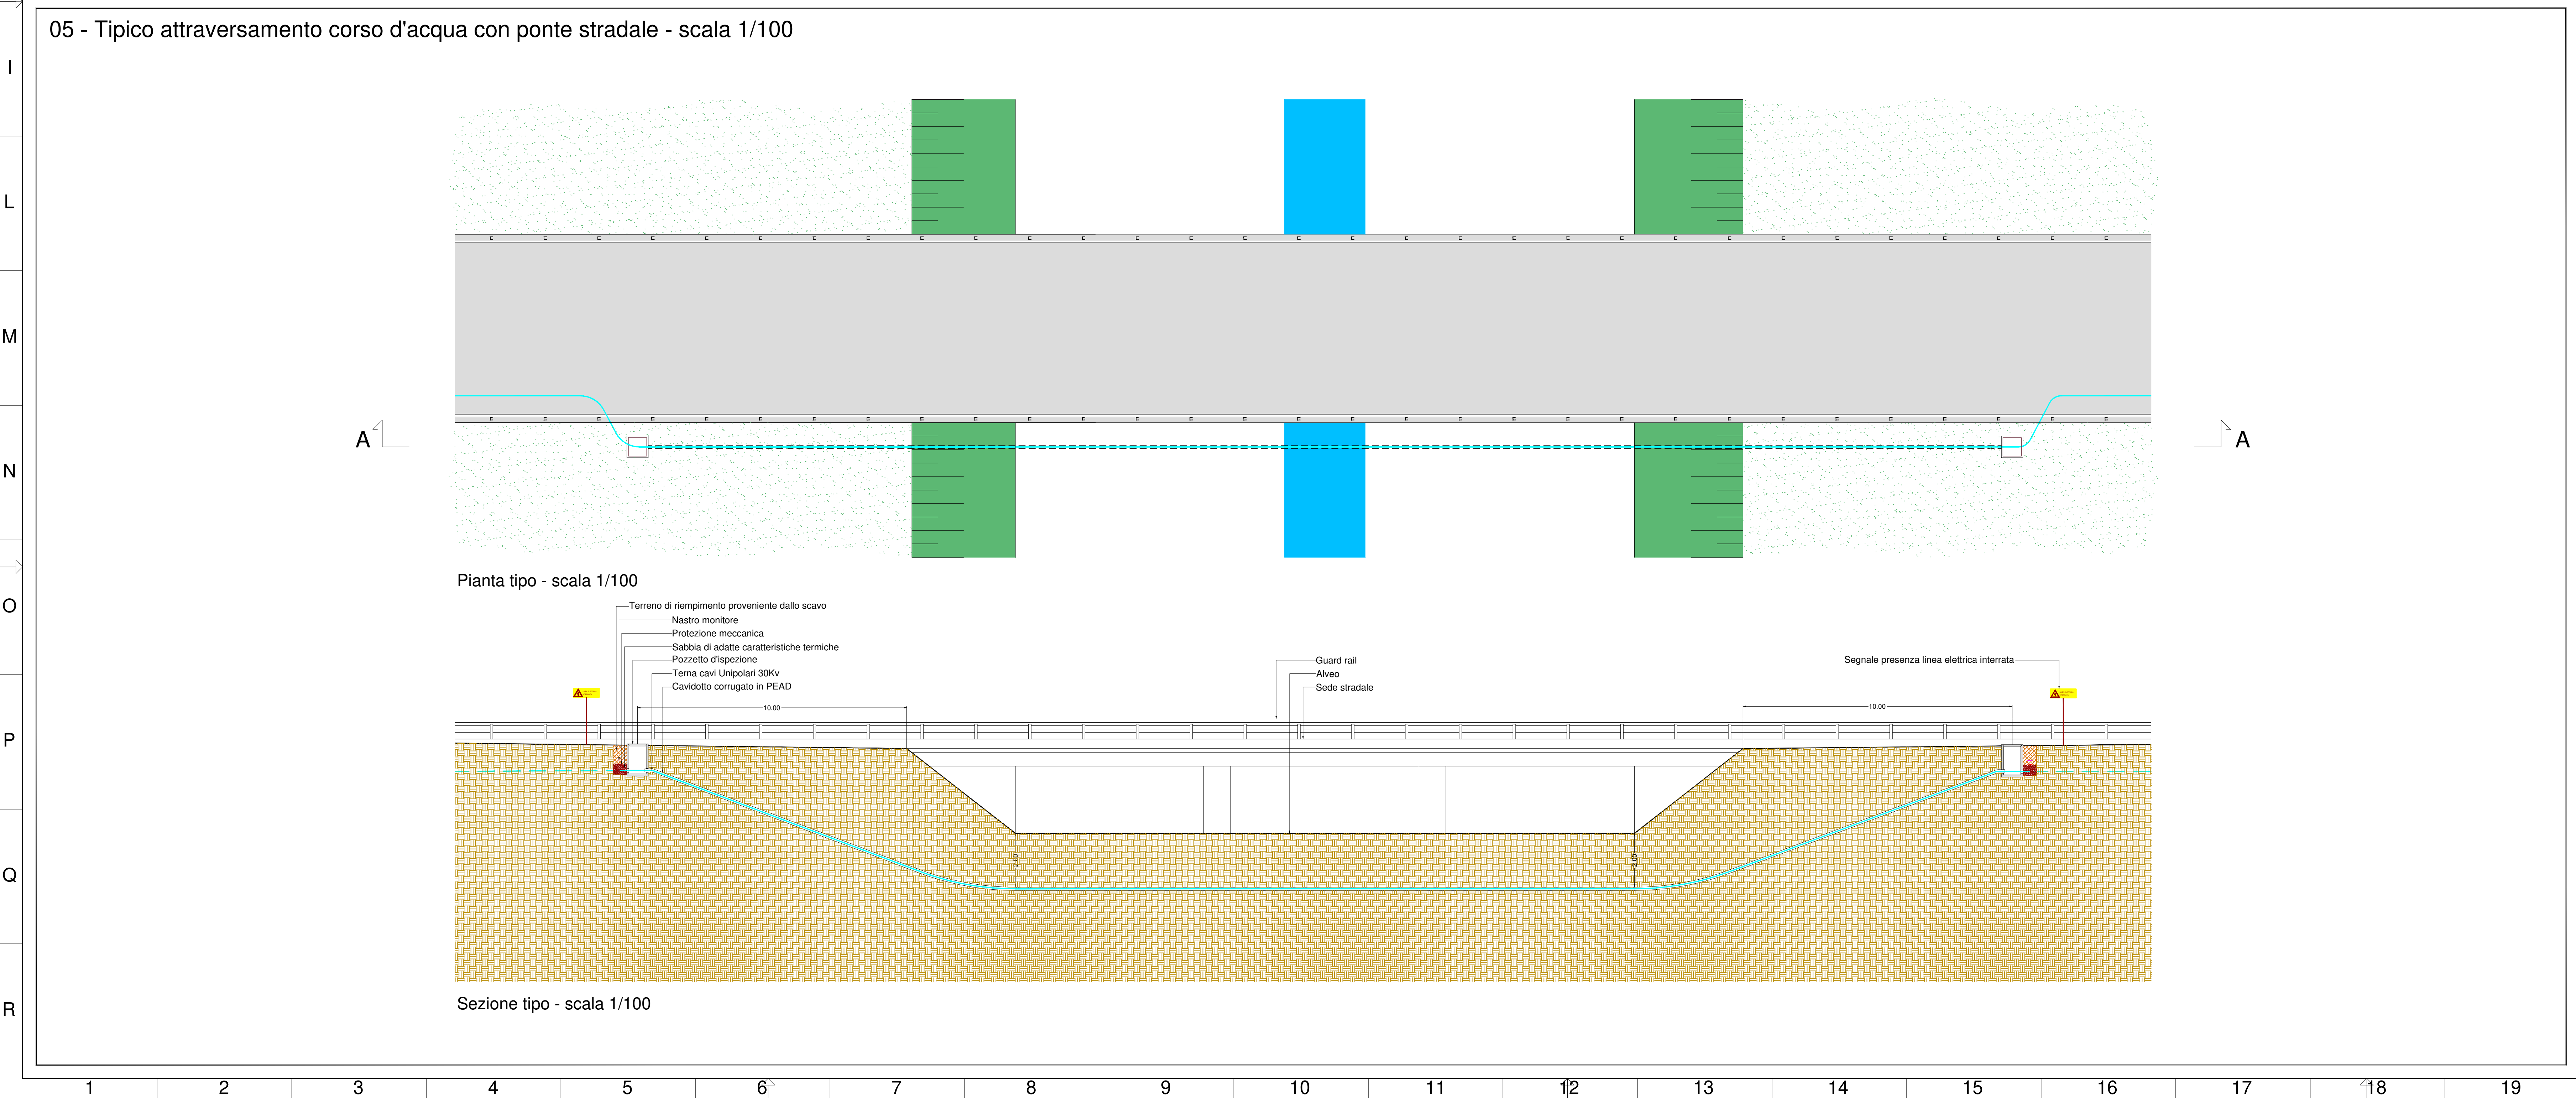 05 - Tipico attraversamento corso d'acqua con ponte stradale - scala 1/100
I
L
M
N
O
P
Q
R
A
A
Pianta tipo - scala 1/100
Terreno di riempimento proveniente dallo scavo
Nastro monitore
Protezione meccanica
Sabbia di adatte caratteristiche termiche
Pozzetto d'ispezione
Terna cavi Unipolari 30Kv
Cavidotto corrugato in PEAD
Guard rail
Alveo
Sede stradale
Segnale presenza linea elettrica interrata
10.00
10.00
2.00
2.00
Sezione tipo - scala 1/100
1 2 3 4 5 6 7 8 9 10 11 12 13 14 15 16 17 18 19